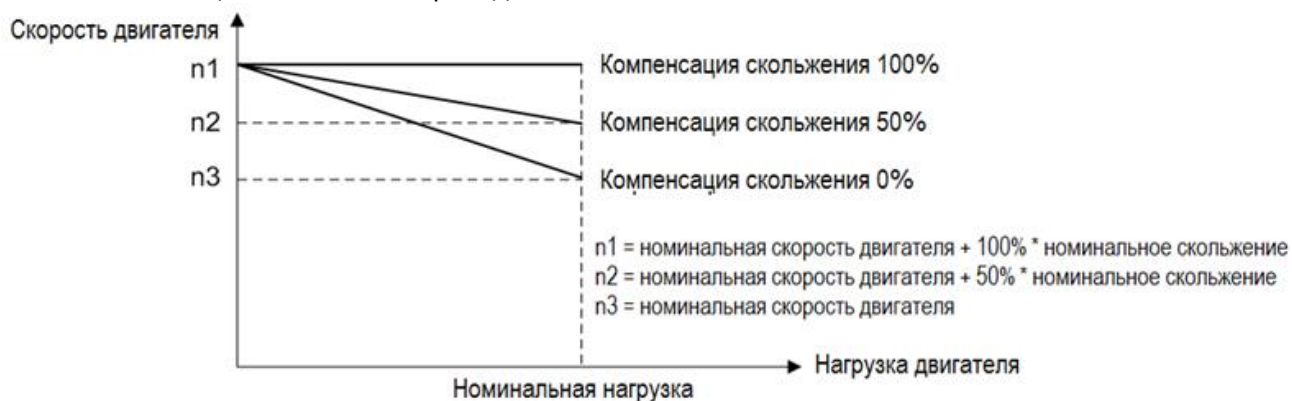 Скорость двигателя
n1
Компенсация скольжения 100%
n2
Компенсация скольжения 50%
n3
Компенсация скольжения 0%
n1 = номинальная скорость двигателя + 100% * номинальное скольжение
n2 = номинальная скорость двигателя + 50% * номинальное скольжение
n3 = номинальная скорость двигателя
Нагрузка двигателя
Номинальная нагрузка